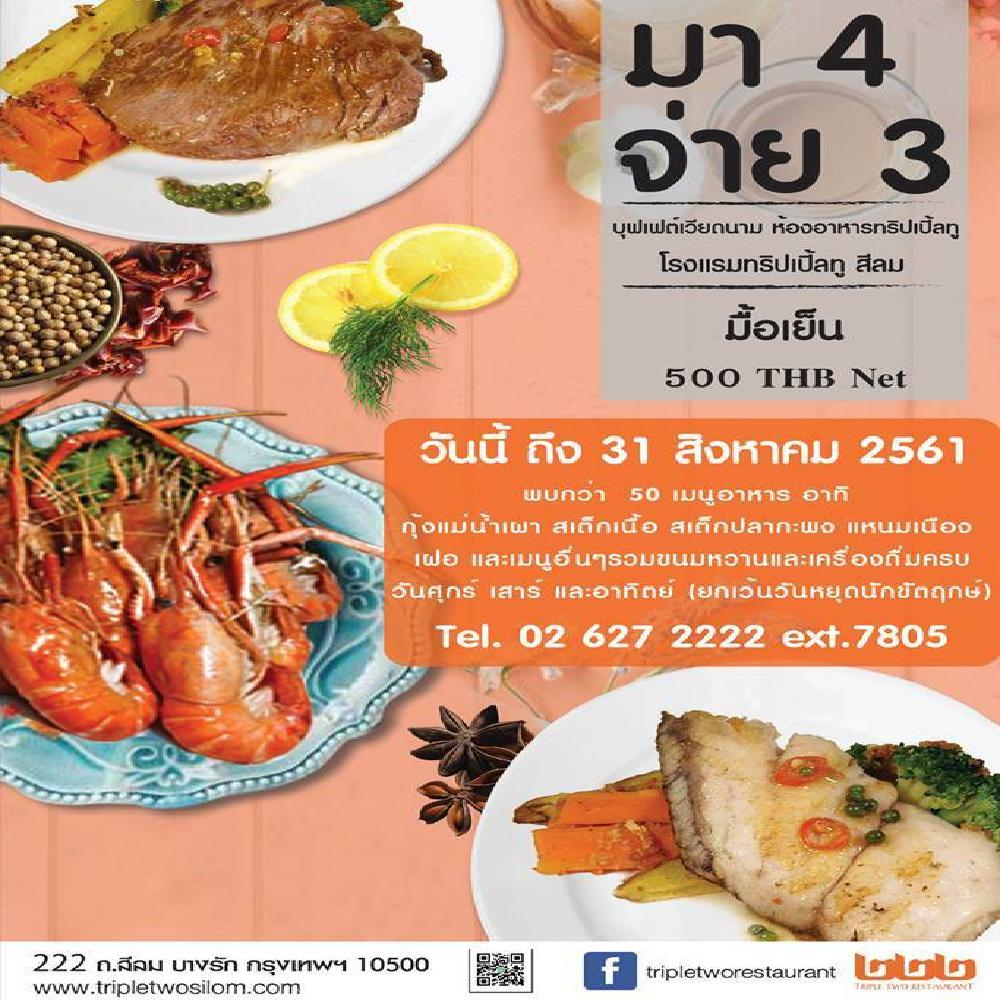 มา 4
จ่าย 3
บุฟเฟต์เวียดนาม ห้องอาหารทริปเปิ้ลทู
โรงแรมทริปเปิ้ลทู สีลม
มื้อเย็น
500 THB Net
วันนี้ ถึง 31 สิงหาคม 2561
พบกว่า 50 เมนูอาหาร อาทิ
กุ้งแม่น้ำเผา สเต็กเนื้อ สเต็กปลากะพง แหนมเนือง
เฝอ และเมนูอื่นๆรวมขนมหวานและเครื่องดื่มครบ
วันศุกร์ เสาร์ และอาทิตย์ (ยกเว้นวันหยุดนักขัตฤกษ์)
Tel. 02 627 2222 ext.7805
222 ถ.สีลม บางรัก กรุงเทพฯ 10500
www.tripletwosilom.com
tripletworestaurant
TRIPLE TWO RESTAURANT